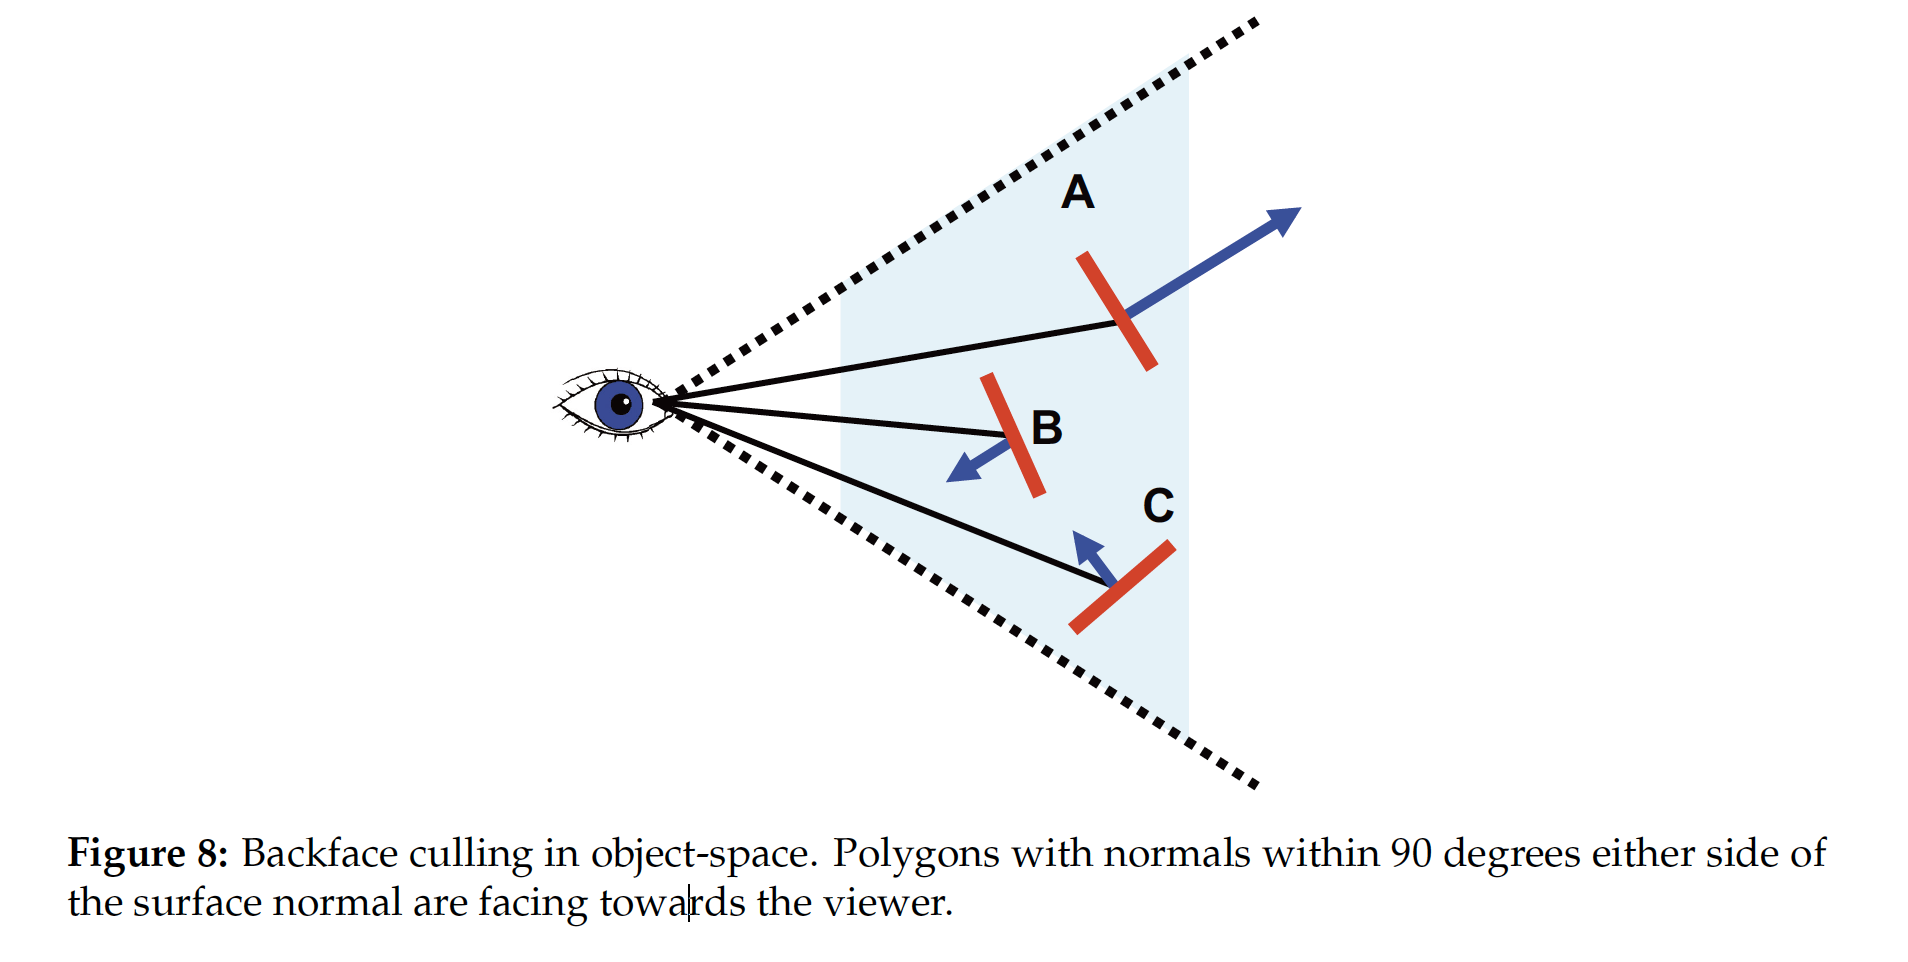 A
B
C
Figure 8: Backface culling in object-space. Polygons with normals within 90 degrees either side of
the surface normal are facing towards the viewer.